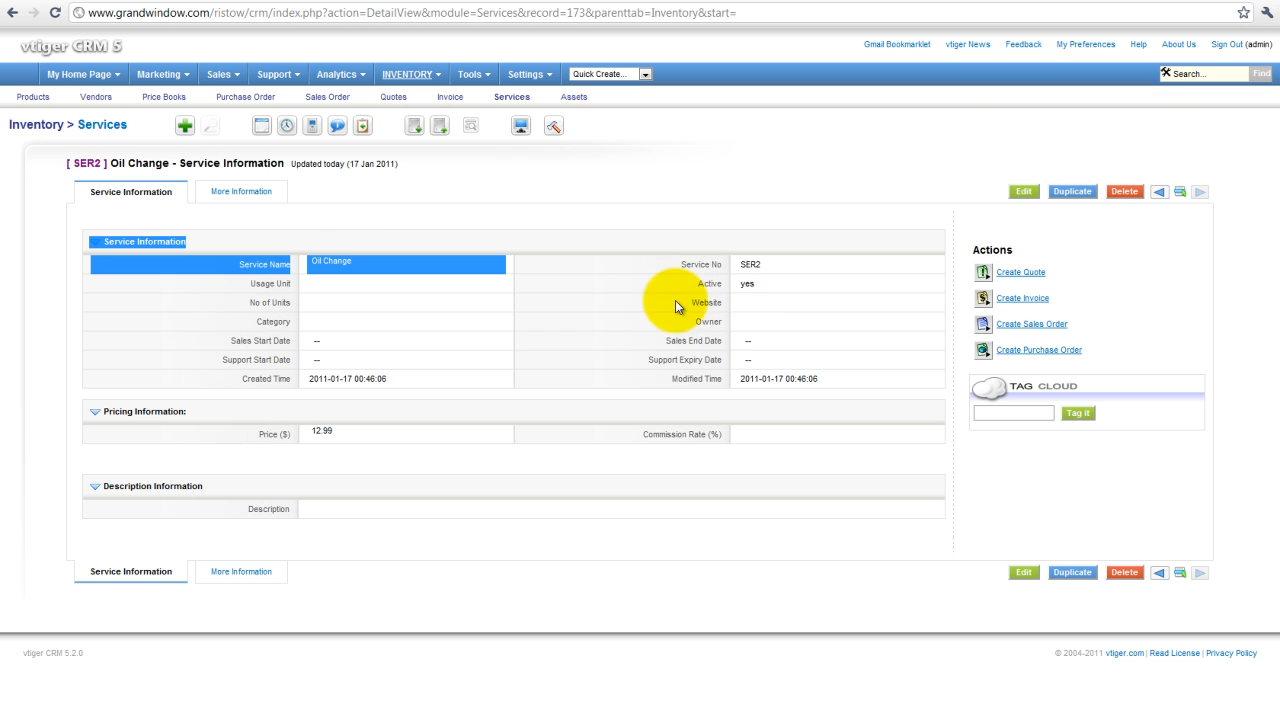 www.grandwindow.com/ristow/crm/index.php?action=DetailView&module=Services&record=173&parenttab=Inventory&start=
vtiger CRM 5
Gmail Bookmarklet vtiger News Feedback My Preferences Help About Us Sign Out (admin)
My Home Page Marketing Sales Support Analytics INVENTORY Tools Settings Quick Create... Search... Find
Products Vendors Price Books Purchase Order Sales Order Quotes Invoice Services Assets
Inventory > Services
[ SER2 ] Oil Change - Service Information Updated today (17 Jan 2011)
Service Information More Information Edit Duplicate Delete
Service Information
Service Name Oil Change Service No SER2
Usage Unit Active yes
No of Units Website
Category Owner
Sales Start Date -- Sales End Date --
Support Start Date -- Support Expiry Date --
Created Time 2011-01-17 00:46:06 Modified Time 2011-01-17 00:46:06
Pricing Information:
Price ($) 12.99 Commission Rate (%)
Description Information
Description
Actions
Create Quote
Create Invoice
Create Sales Order
Create Purchase Order
TAG CLOUD
Tag it
Service Information More Information Edit Duplicate Delete
vtiger CRM 5.2.0 © 2004-2011 vtiger.com | Read License | Privacy Policy